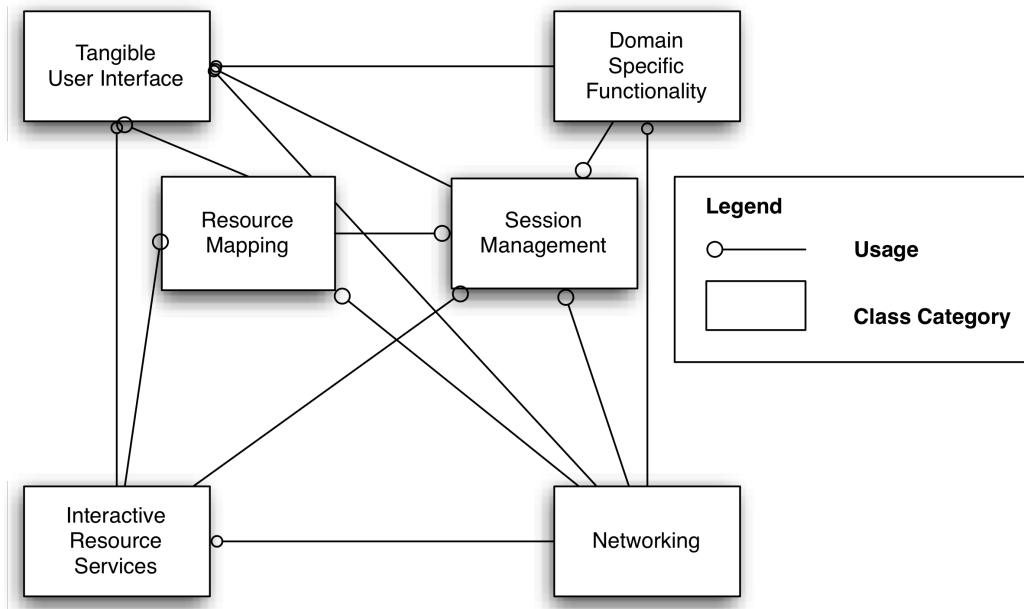 Tangible
User Interface
Domain
Specific
Functionality
Resource
Mapping
Session
Management
Legend
Usage
Class Category
Interactive
Resource
Services
Networking